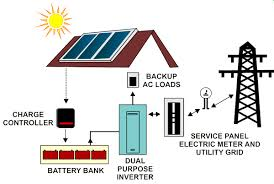 BACKUP
AC LOADS
CHARGE
CONTROLLER
BATTERY BANK
DUAL
PURPOSE
INVERTER
SERVICE PANEL
ELECTRIC METER AND
UTILITY GRID